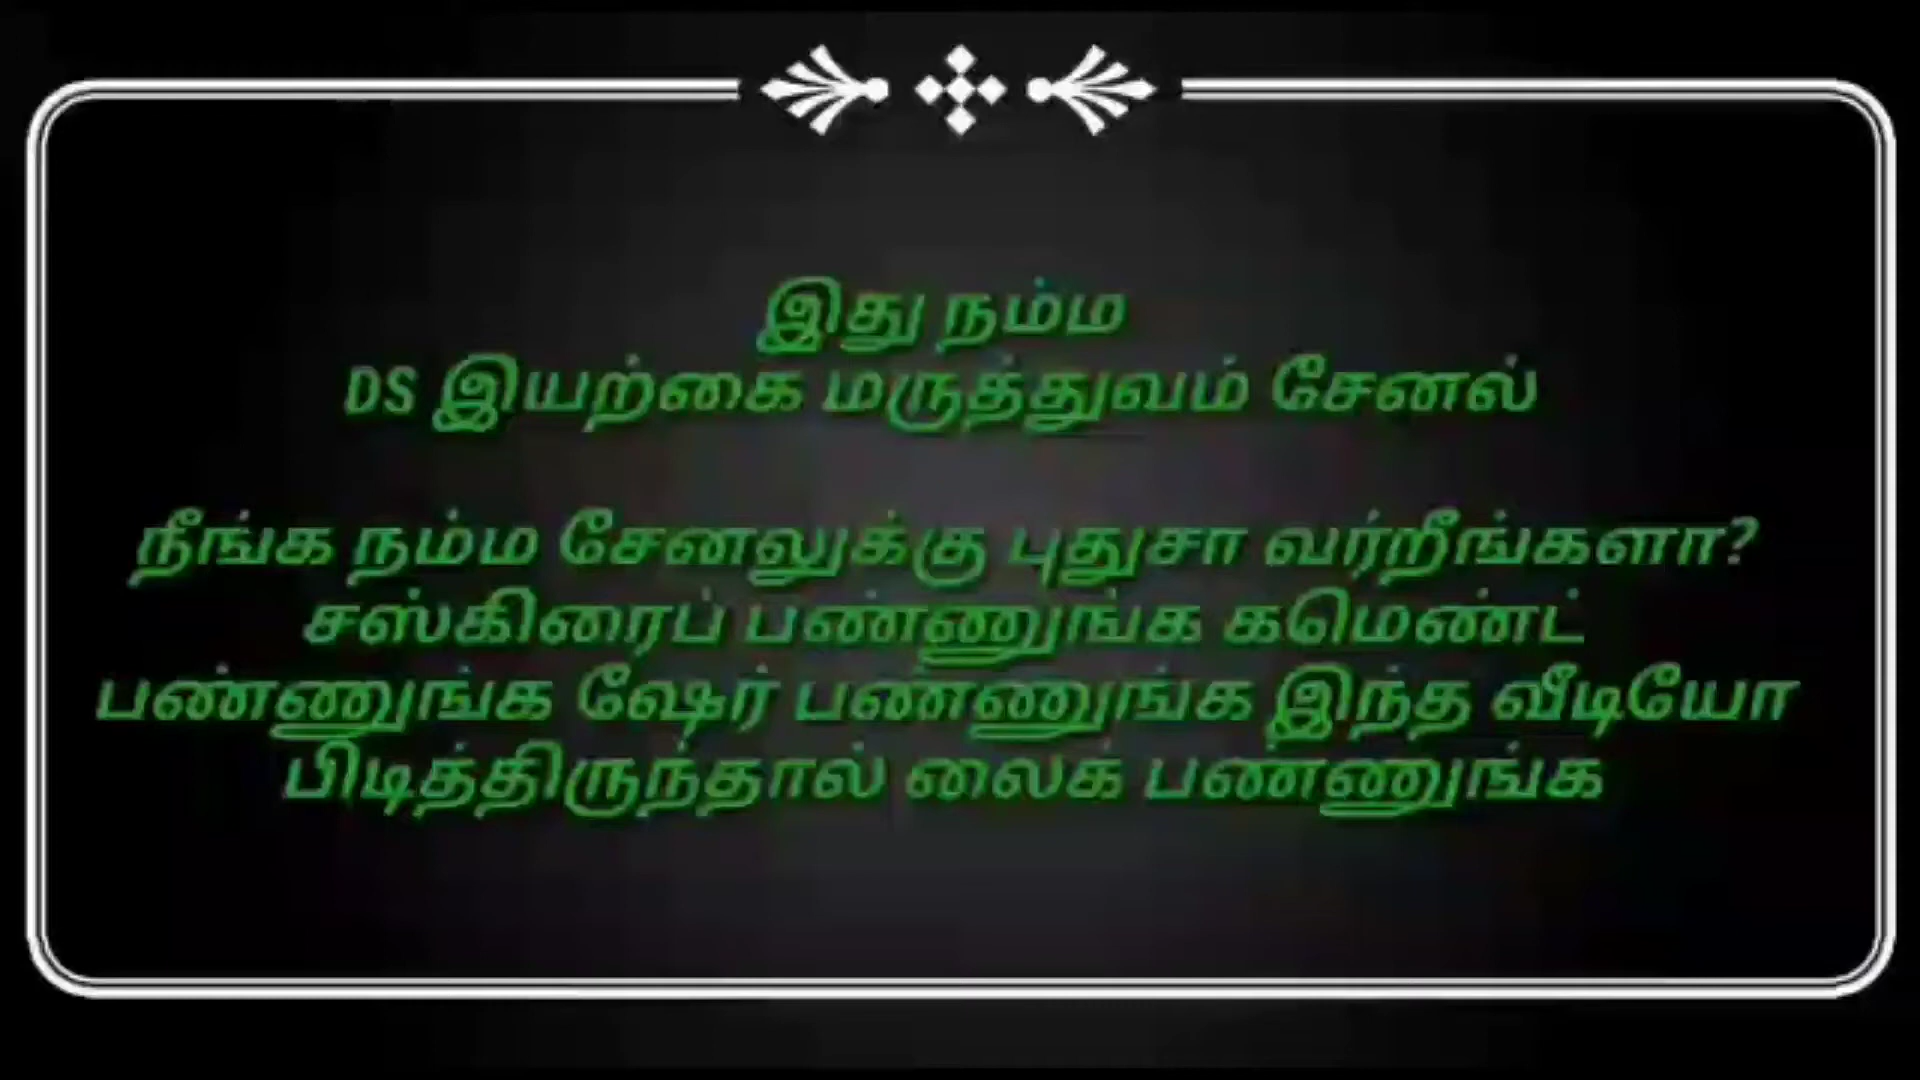 இது நம்ம
DS இயற்கை மருத்துவம் சேனல்
நீங்க நம்ம சேனலுக்கு புதுசா வர்றீங்களா?
சஸ்கிரைப் பண்ணுங்க கமெண்ட்
பண்ணுங்க ஷேர் பண்ணுங்க இந்த வீடியோ
பிடித்திருந்தால் லைக் பண்ணுங்க